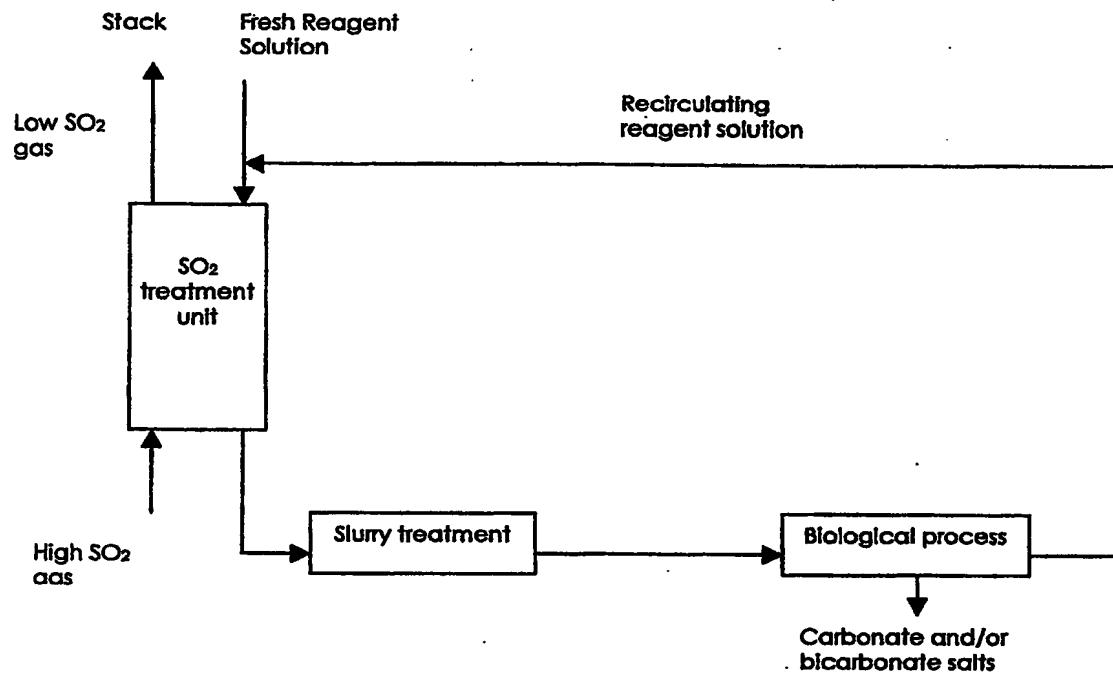 Stack
Fresh Reagent
Solution
Low SO₂
gas
Recirculating
reagent solution
SO₂
treatment
unit
High SO₂
gas
Slurry treatment
Biological process
Carbonate and/or
bicarbonate salts